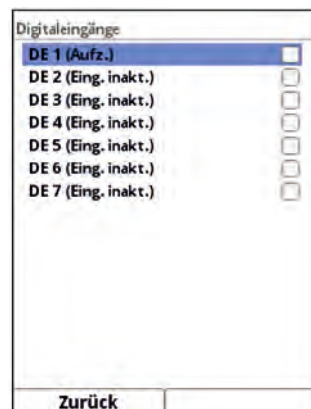 Digitaleingänge
DE 1 (Aufz.)
DE 2 (Eing. inakt.)
DE 3 (Eing. inakt.)
DE 4 (Eing. inakt.)
DE 5 (Eing. inakt.)
DE 6 (Eing. inakt.)
DE 7 (Eing. inakt.)
Zurück